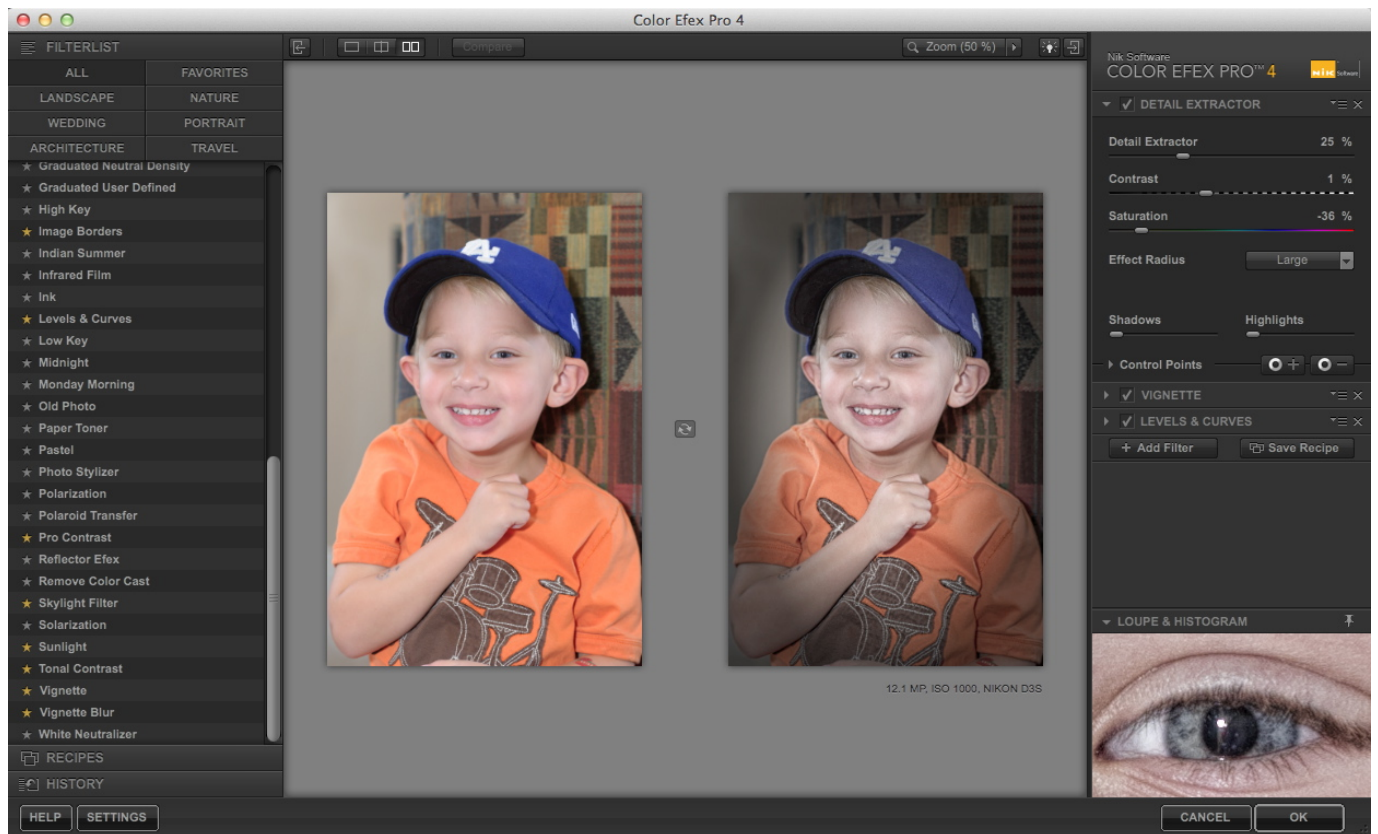 Color Efex Pro 4
FILTERLIST
ALL
FAVORITES
LANDSCAPE
NATURE
WEDDING
PORTRAIT
ARCHITECTURE
TRAVEL
Graduated Neutral Density
Graduated User Defined
High Key
Image Borders
Indian Summer
Infrared Film
Ink
Levels & Curves
Low Key
Midnight
Monday Morning
Old Photo
Paper Toner
Pastel
Photo Stylizer
Polarization
Polaroid Transfer
Pro Contrast
Reflector Efex
Remove Color Cast
Skylight Filter
Solarization
Sunlight
Tonal Contrast
Vignette
Vignette Blur
White Neutralizer
RECIPES
HISTORY
HELP
SETTINGS
Compare
Zoom (50 %)
12.1 MP, ISO 1000, NIKON D3S
Nik Software
COLOR EFEX PRO™ 4
nik Software
DETAIL EXTRACTOR
Detail Extractor 25 %
Contrast 1 %
Saturation -36 %
Effect Radius Large
Shadows Highlights
Control Points
VIGNETTE
LEVELS & CURVES
+ Add Filter
Save Recipe
LOUPE & HISTOGRAM
CANCEL
OK